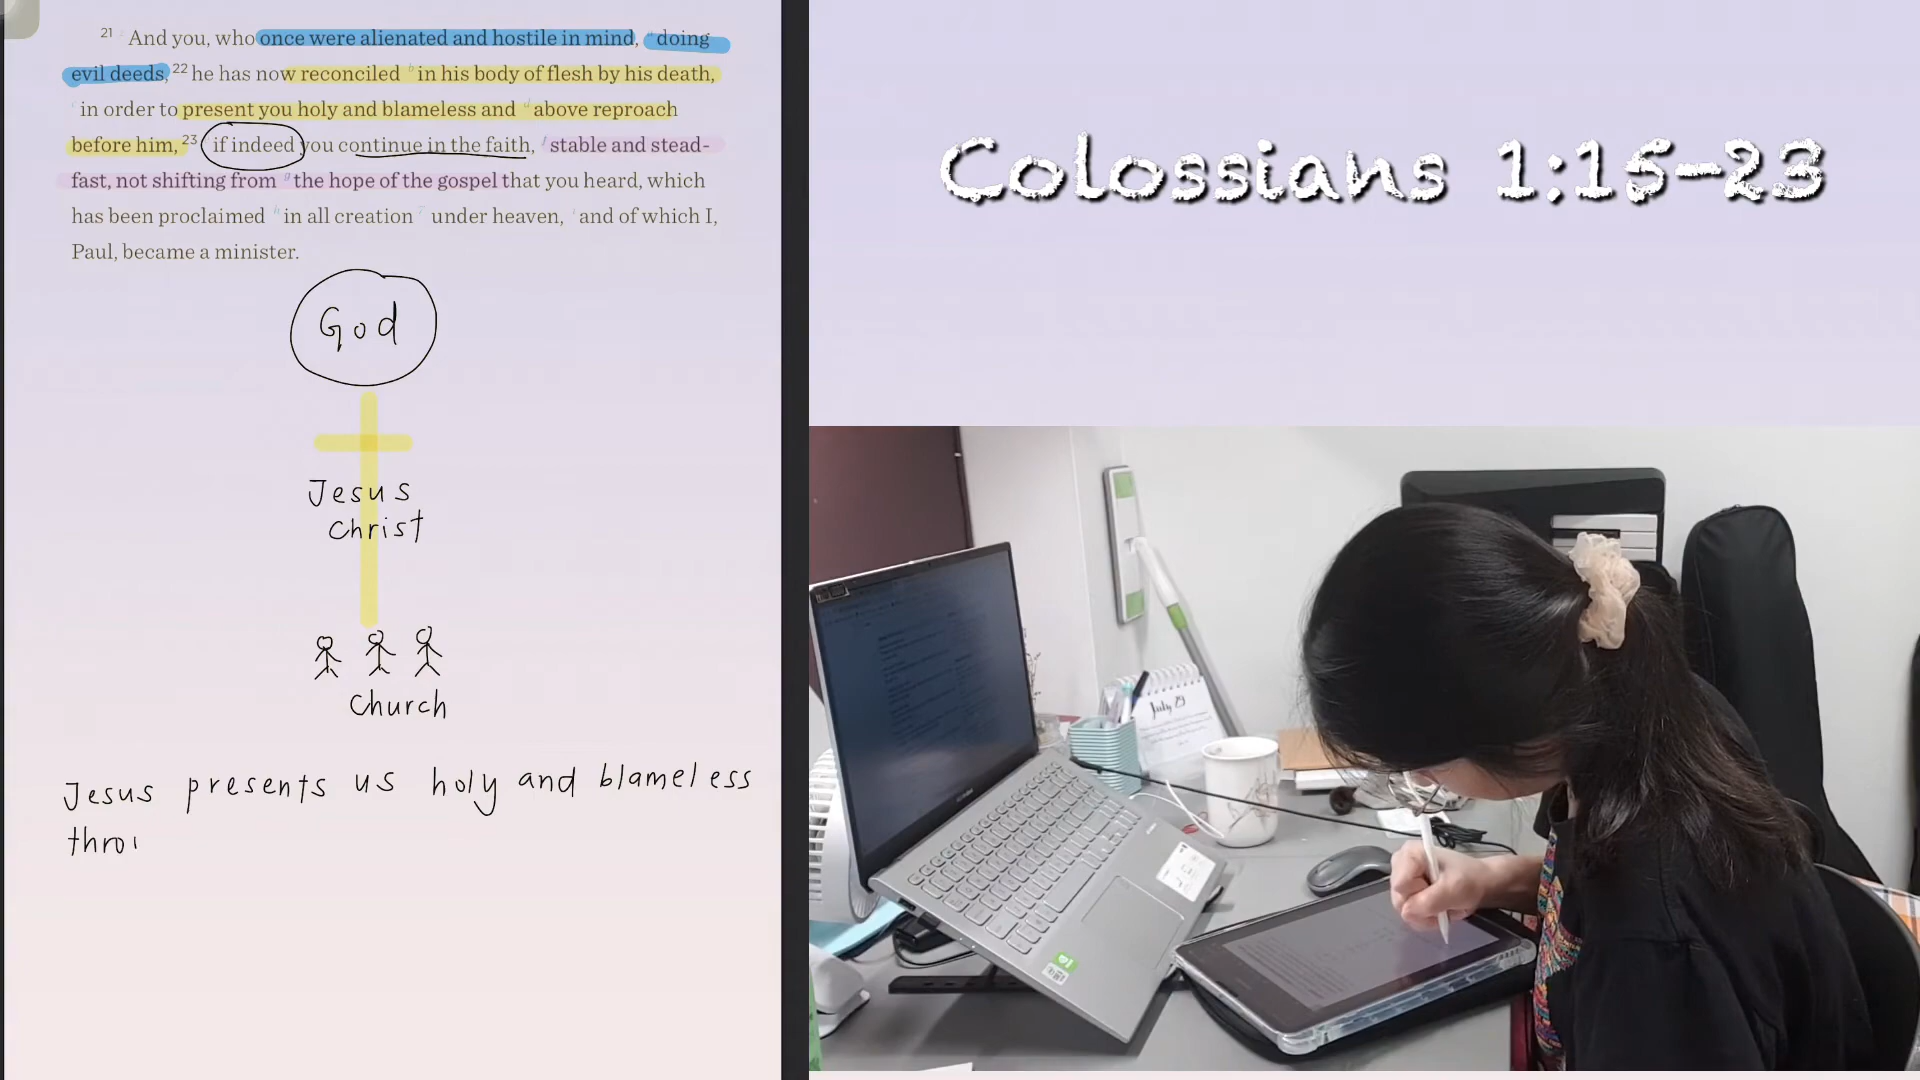 21 And you, who once were alienated and hostile in mind, doing
evil deeds, 22 he has now reconciled b in his body of flesh by his death,
c in order to present you holy and blameless and d above reproach
before him, 23 if indeed you continue in the faith, f stable and stead-
fast, not shifting from g the hope of the gospel that you heard, which
has been proclaimed h in all creation under heaven, i and of which I,
Paul, became a minister.
God
Jesus
Christ
Church
Jesus presents us holy and blameless
throu
Colossians 1:15-23
July 29